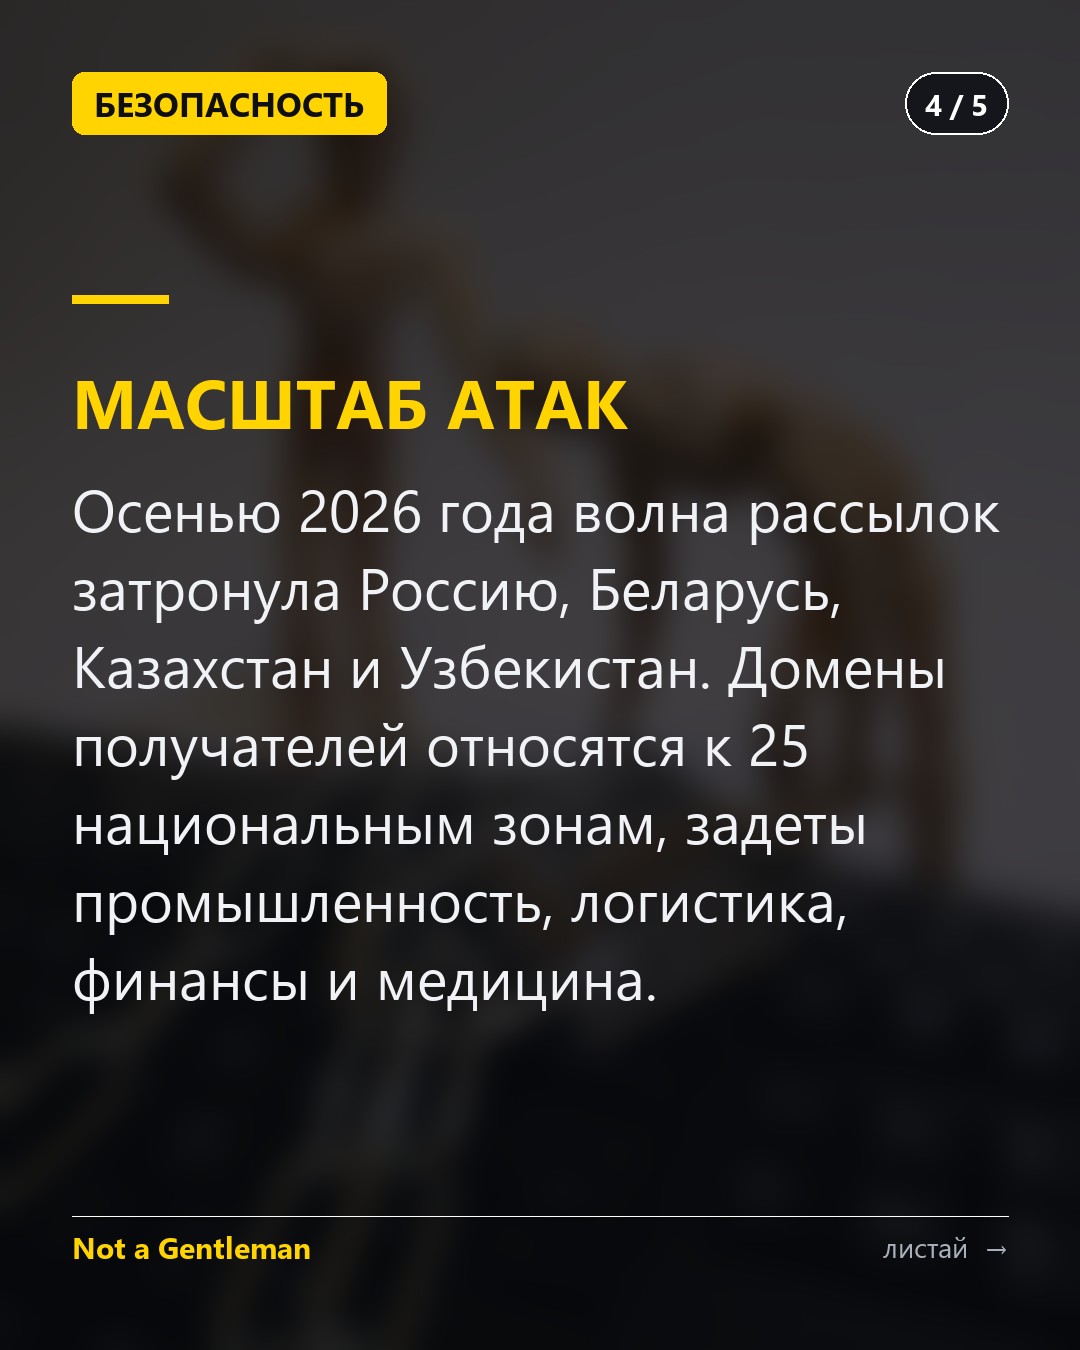 БЕЗОПАСНОСТЬ
4 / 5
МАСШТАБ АТАК
Осенью 2026 года волна рассылок
затронула Россию, Беларусь,
Казахстан и Узбекистан. Домены
получателей относятся к 25
национальным зонам, задеты
промышленность, логистика,
финансы и медицина.
Not a Gentleman
листай →